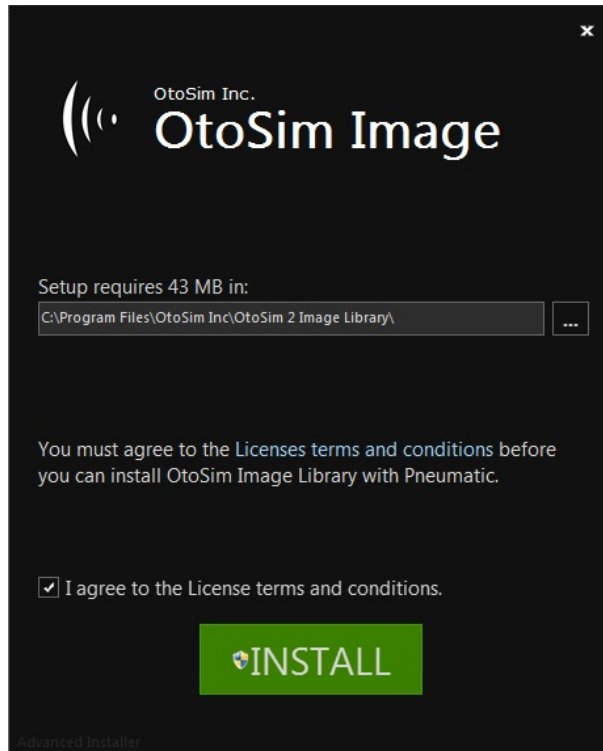 OtoSim Inc.
OtoSim Image
Setup requires 43 MB in:
C:\Program Files\OtoSim Inc\OtoSim 2 Image Library\
...
You must agree to the Licenses terms and conditions before
you can install OtoSim Image Library with Pneumatic.
I agree to the License terms and conditions.
INSTALL
Advanced Installer